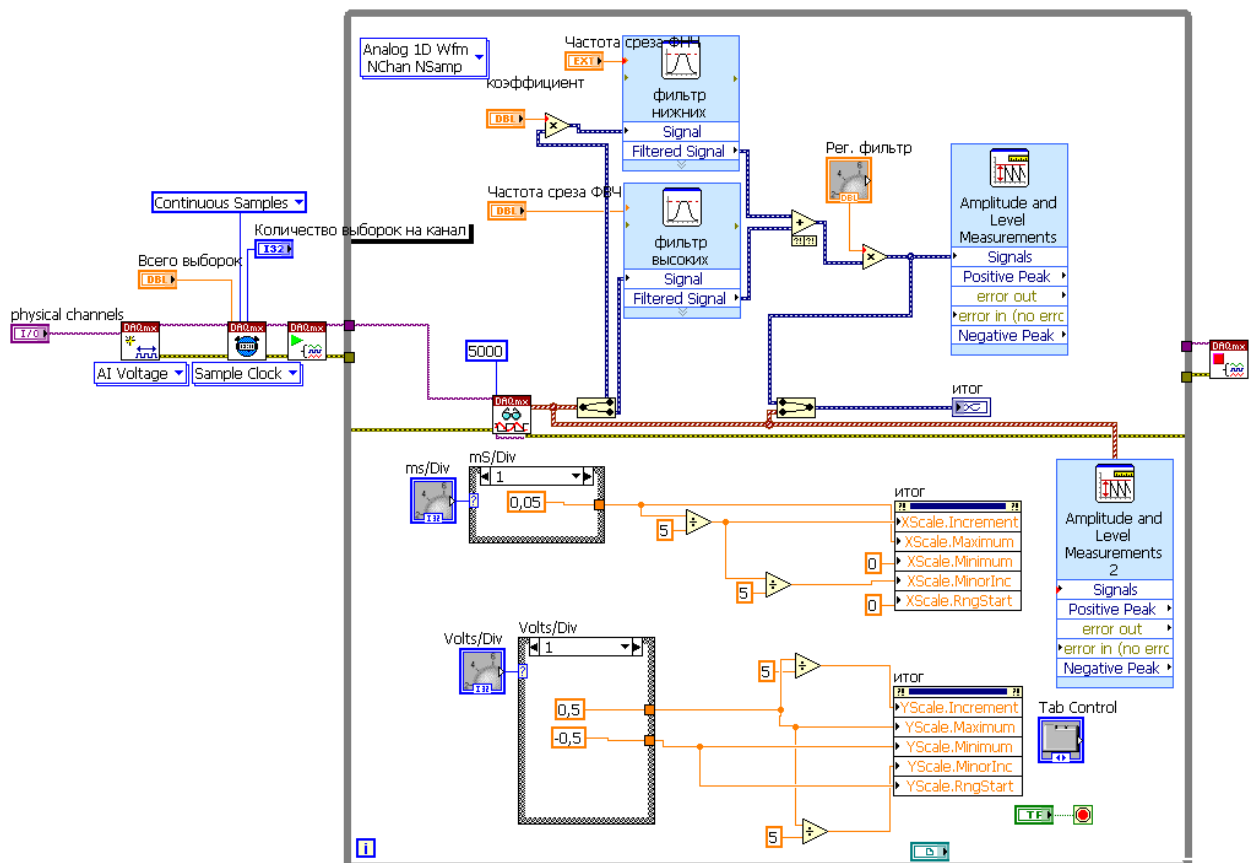 Analog 1D Wfm
NChan NSamp
Частота среза ФНЧ
EXT
фильтр
нижних
Signal
Filtered Signal
коэффициент
DBL
Частота среза ФВЧ
DBL
фильтр
высоких
Signal
Filtered Signal
Рег. фильтр
DBL
Amplitude and
Level
Measurements
Signals
Positive Peak
error out
error in (no erro
Negative Peak
Continuous Samples
Количество выборок на канал
I32
Всего выборок
DBL
physical channels
I/O
DAQmx
DAQmx
DAQmx
AI Voltage
Sample Clock
5000
DAQmx
DAQmx
итог
ms/Div
I32
mS/Div
1
0,05
5
5
0
0
итог
XScale.Increment
XScale.Maximum
XScale.Minimum
XScale.MinorInc
XScale.RngStart
Amplitude and
Level
Measurements
2
Signals
Positive Peak
error out
error in (no erro
Negative Peak
Volts/Div
I32
Volts/Div
1
0,5
-0,5
5
5
итог
YScale.Increment
YScale.Maximum
YScale.Minimum
YScale.MinorInc
YScale.RngStart
Tab Control
TF
i